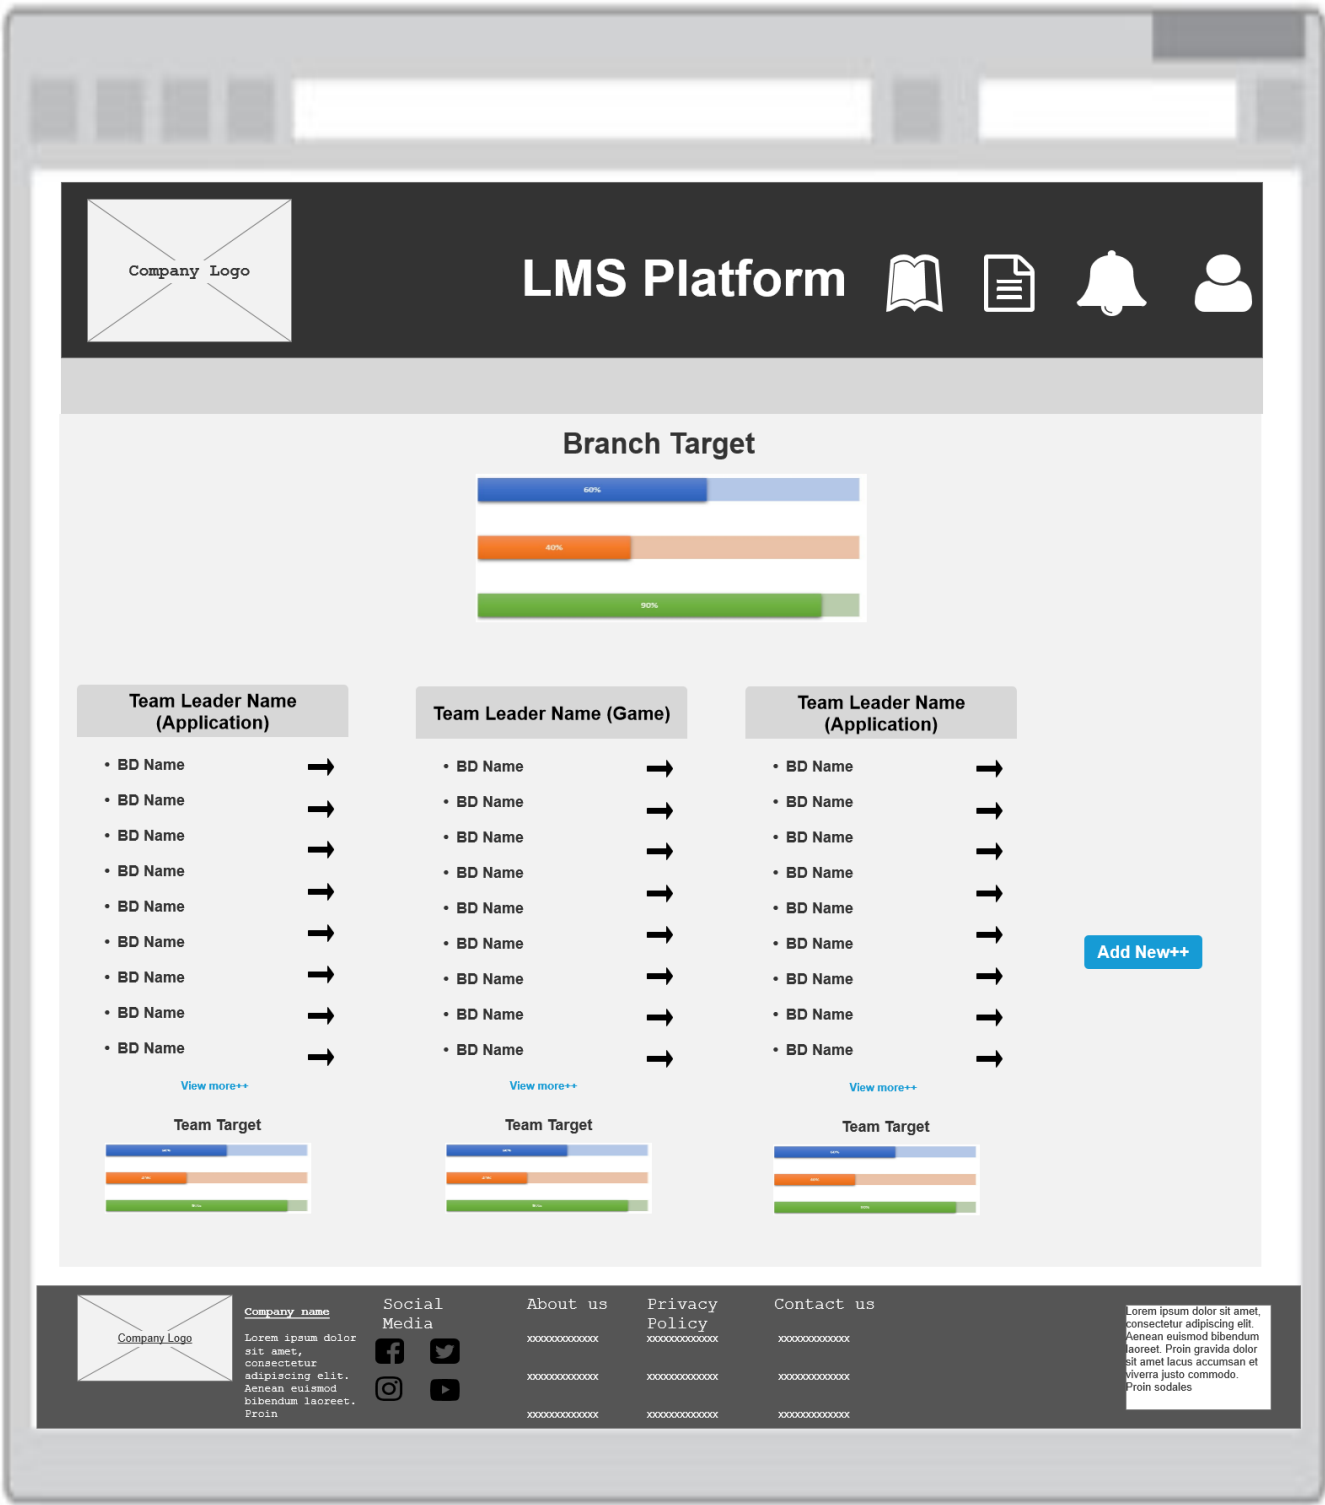 Company Logo
LMS Platform
Branch Target
60%
40%
90%
Team Leader Name
(Application)
• BD Name
• BD Name
• BD Name
• BD Name
• BD Name
• BD Name
• BD Name
• BD Name
• BD Name
View more++
Team Target
Team Leader Name (Game)
• BD Name
• BD Name
• BD Name
• BD Name
• BD Name
• BD Name
• BD Name
• BD Name
• BD Name
View more++
Team Target
Team Leader Name
(Application)
• BD Name
• BD Name
• BD Name
• BD Name
• BD Name
• BD Name
• BD Name
• BD Name
• BD Name
View more++
Team Target
Add New++
Company Logo
Company name
Lorem ipsum dolor
sit amet,
consectetur
adipiscing elit.
Aenean euismod
bibendum laoreet.
Proin
Social
Media
About us
xxxxxxxxxxxxx
xxxxxxxxxxxxx
xxxxxxxxxxxxx
Privacy
Policy
xxxxxxxxxxxxx
xxxxxxxxxxxxx
xxxxxxxxxxxxx
Contact us
xxxxxxxxxxxxx
xxxxxxxxxxxxx
xxxxxxxxxxxxx
Lorem ipsum dolor sit amet,
consectetur adipiscing elit.
Aenean euismod bibendum
laoreet. Proin gravida dolor
sit amet lacus accumsan et
viverra justo commodo.
Proin sodales